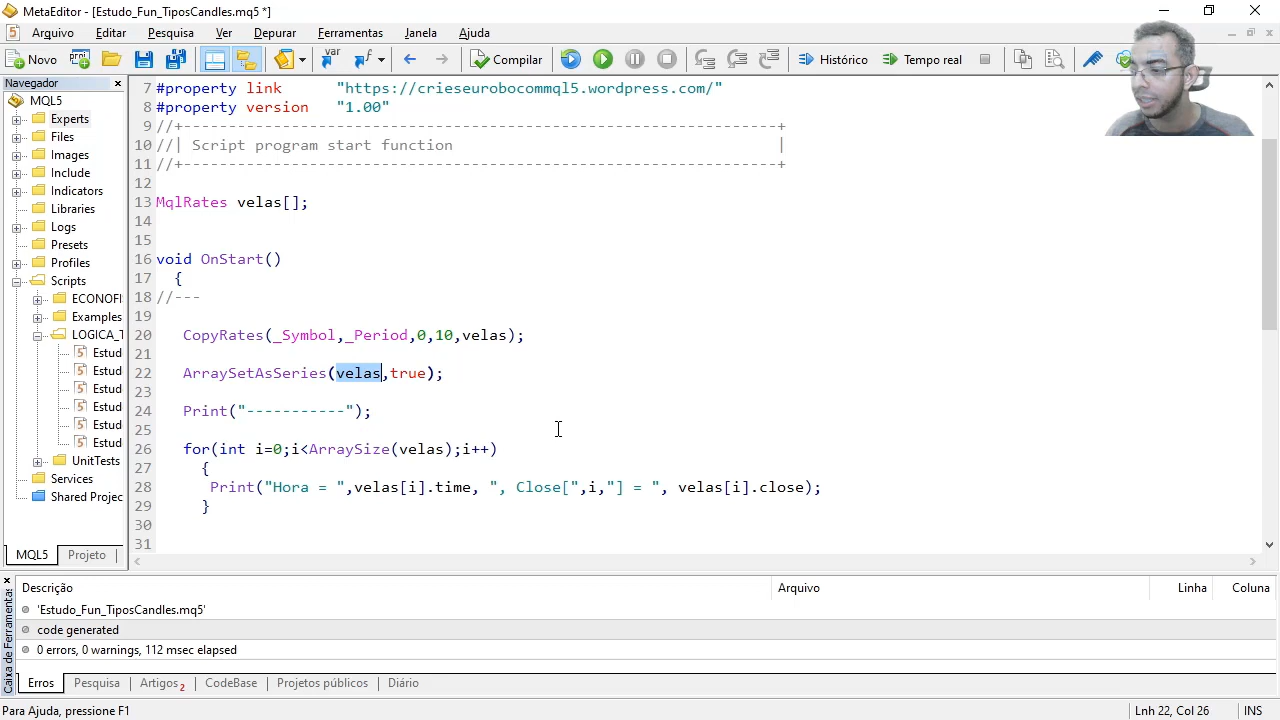 MetaEditor - [Estudo_Fun_TiposCandles.mq5 *]
Arquivo Editar Pesquisa Ver Depurar Ferramentas Janela Ajuda
Novo var Compilar Histórico Tempo real
Navegador
MQL5
Experts
Files
Images
Include
Indicators
Libraries
Logs
Presets
Profiles
Scripts
ECONOFI
Examples
LOGICA_T
Estud
Estud
Estud
Estud
Estud
Estud
UnitTests
Services
Shared Projec
MQL5 Projeto
7 #property link "https://crieseurobocommql5.wordpress.com/"
8 #property version "1.00"
9 //+------------------------------------------------------------------+
10 //| Script program start function |
11 //+------------------------------------------------------------------+
12
13 MqlRates velas[];
14
15
16 void OnStart()
17 {
18 //---
19
20 CopyRates(_Symbol,_Period,0,10,velas);
21
22 ArraySetAsSeries(velas,true);
23
24 Print("-----------");
25
26 for(int i=0;i<ArraySize(velas);i++)
27 {
28 Print("Hora = ",velas[i].time, ", Close[",i,"] = ", velas[i].close);
29 }
30
31
Caixa de Ferramentas:
Descrição Arquivo Linha Coluna
'Estudo_Fun_TiposCandles.mq5'
code generated
0 errors, 0 warnings, 112 msec elapsed
Erros Pesquisa Artigos 2 CodeBase Projetos públicos Diário
Para Ajuda, pressione F1 Lnh 22, Col 26 INS